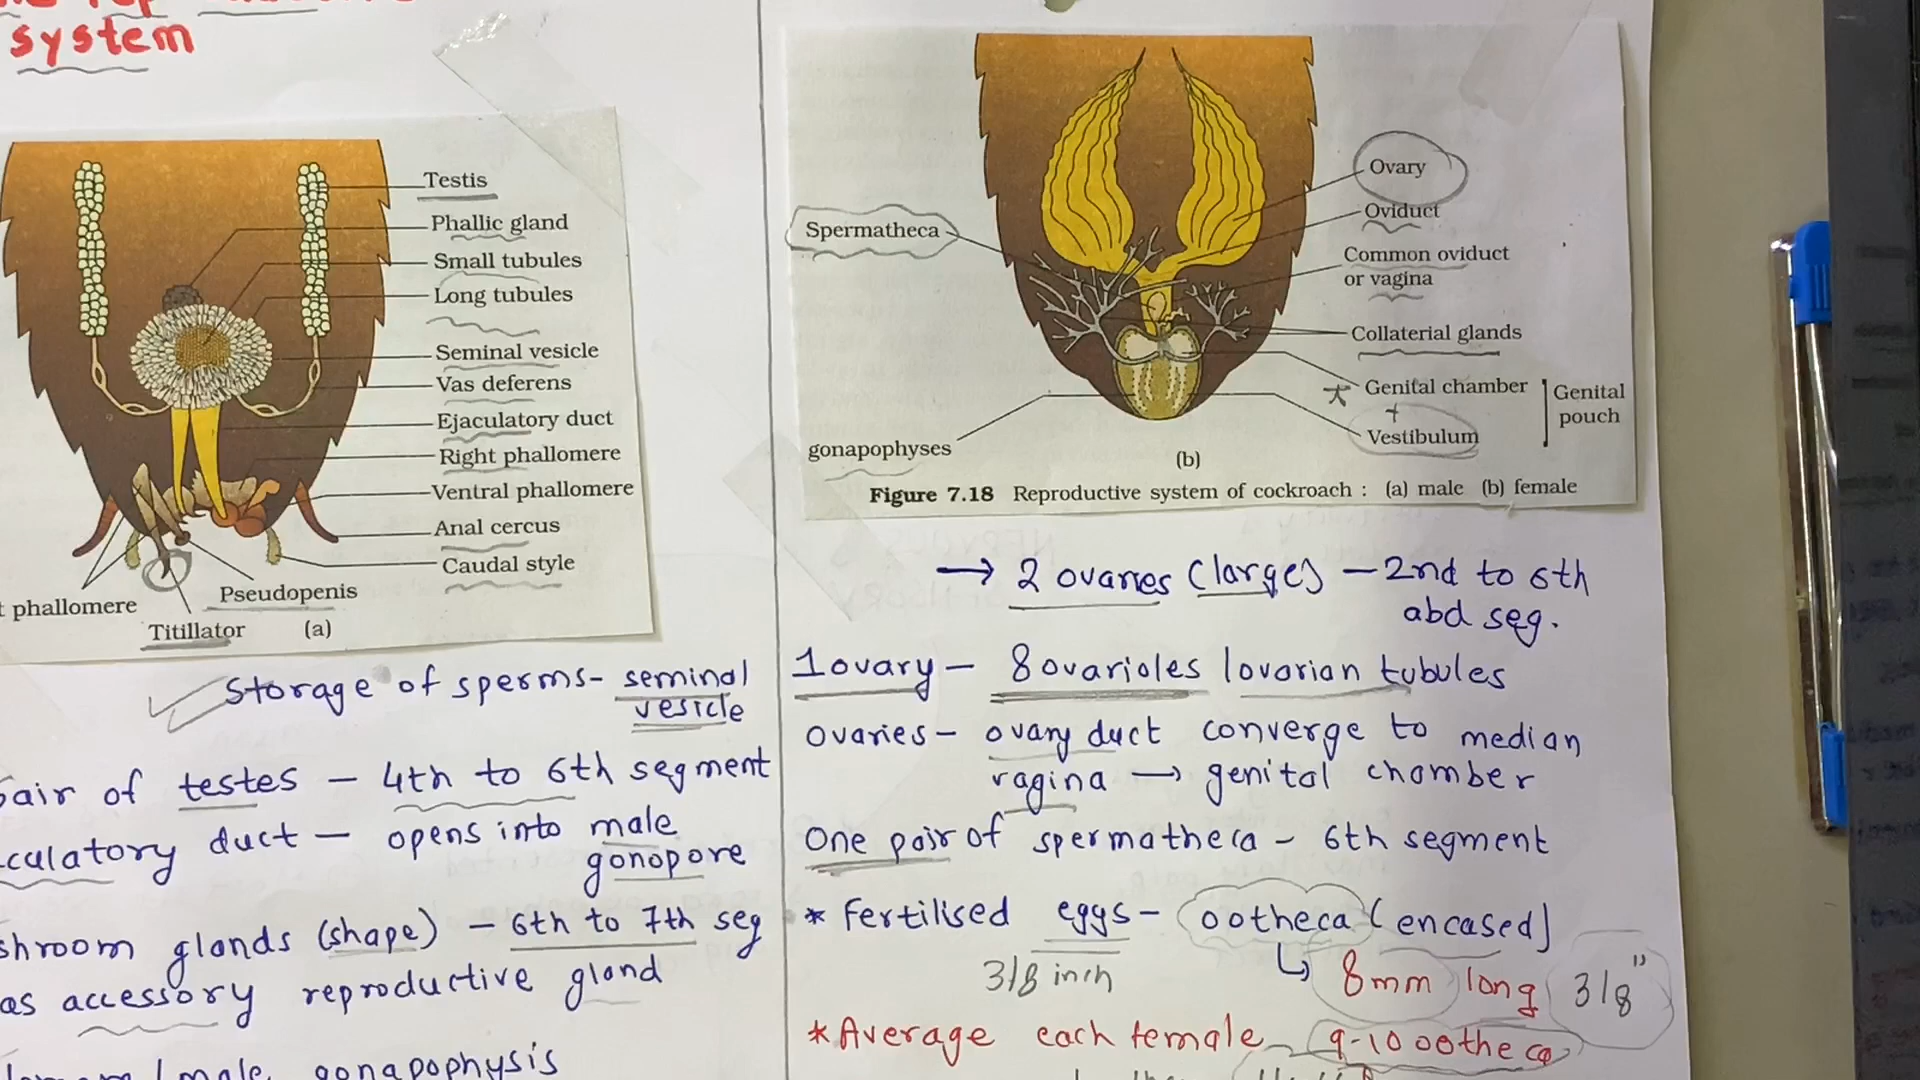 system
Testis
Phallic gland
Small tubules
Long tubules
Seminal vesicle
Vas deferens
Ejaculatory duct
Right phallomere
Ventral phallomere
Anal cercus
Caudal style
Pseudopenis
phallomere
Titillator
(a)
Storage of sperms- seminal
vesicle
pair of testes — 4th to 6th segment
culatory duct — opens into male
gonopore
shroom glands (shape) — 6th to 7th seg
as accessory reproductive gland
/ male gonapophysis
Spermatheca
Ovary
Oviduct
Common oviduct
or vagina
Collaterial glands
Genital chamber
+
Vestibulum
Genital
pouch
gonapophyses
(b)
Figure 7.18 Reproductive system of cockroach : (a) male (b) female
→ 2 ovaries (large) — 2nd to 6th
abd seg.
1 ovary — 8 ovarioles / ovarian tubules
ovaries — ovary duct converge to median
vagina → genital chamber
One pair of spermatheca - 6th segment
* Fertilised eggs — ootheca (encased)
3/8 inch
↳ 8mm long 3/8"
* Average each female - 9-10 ootheca